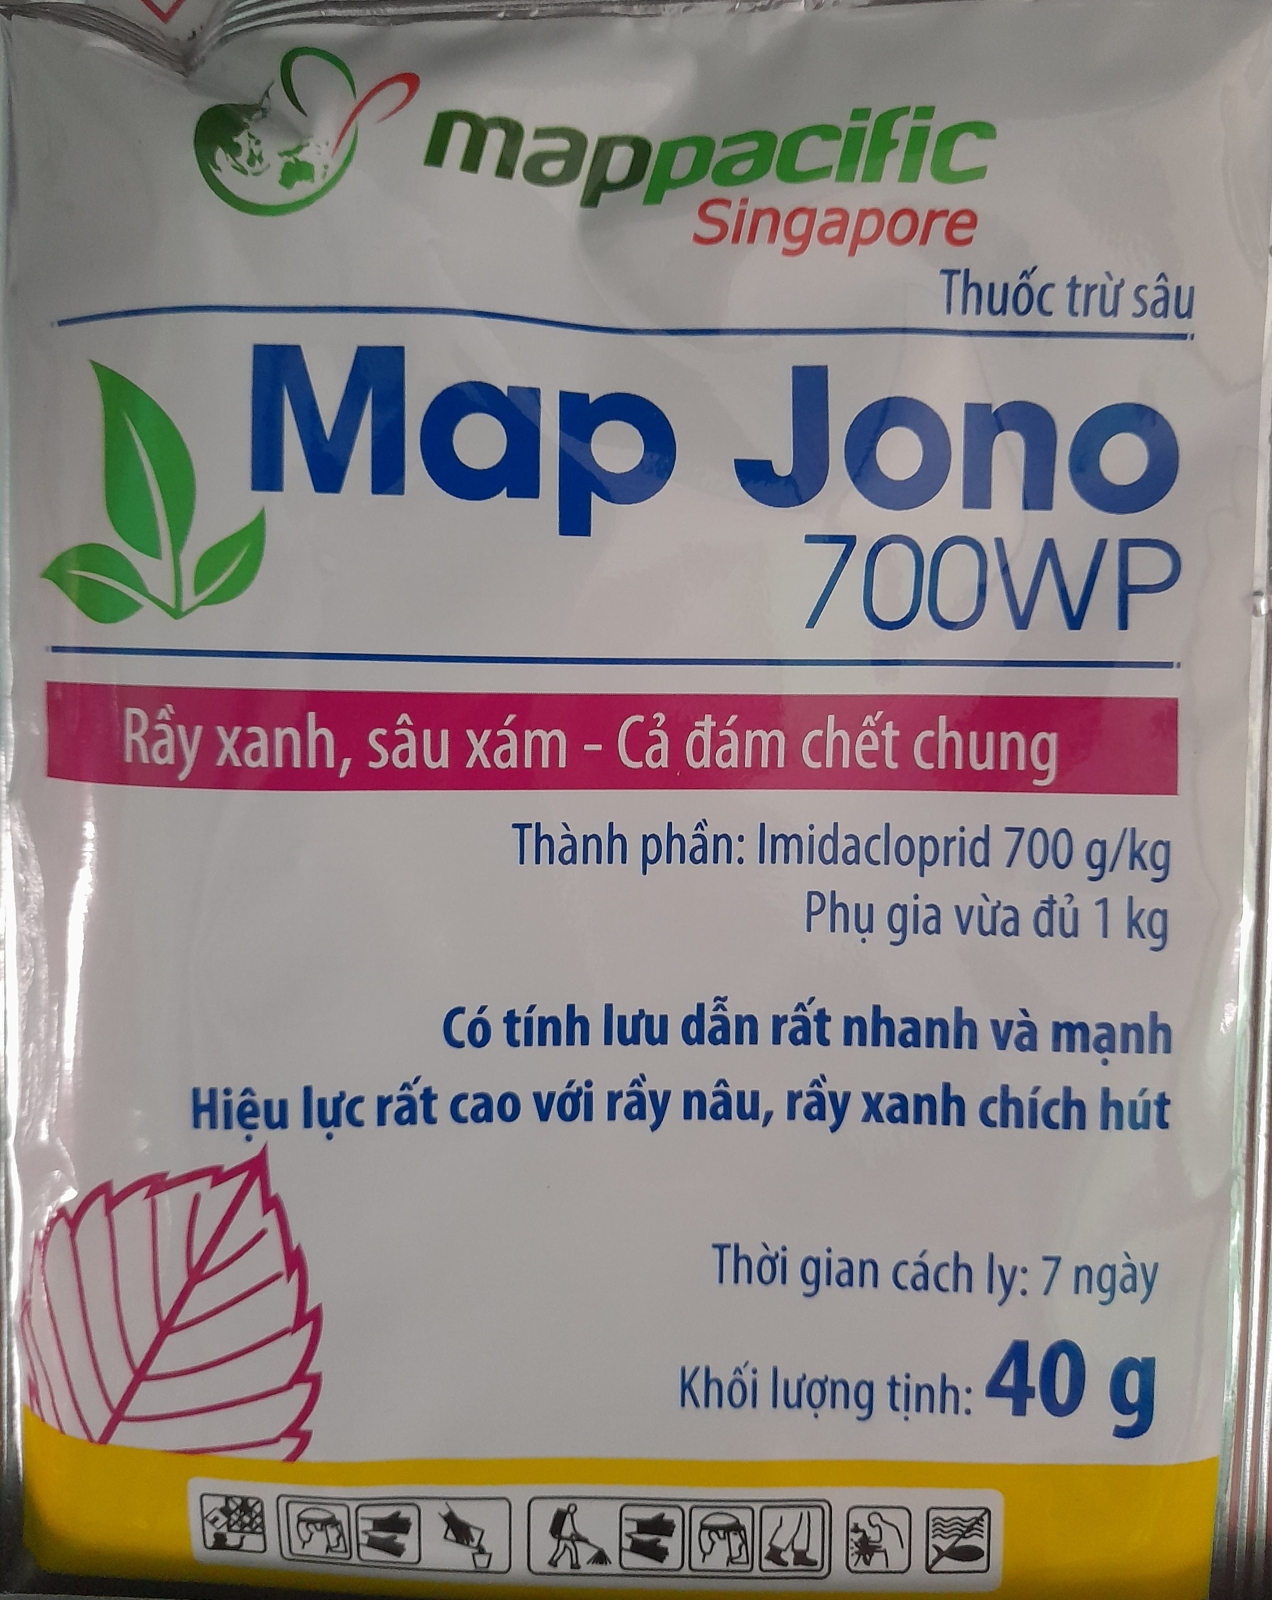 mappacific
Singapore
Thuốc trừ sâu
Map Jono
700WP
Rầy xanh, sâu xám - Cả đám chết chung
Thành phần: Imidacloprid 700 g/kg
Phụ gia vừa đủ 1 kg
Có tính lưu dẫn rất nhanh và mạnh
Hiệu lực rất cao với rầy nâu, rầy xanh chích hút
Thời gian cách ly: 7 ngày
Khối lượng tịnh: 40 g